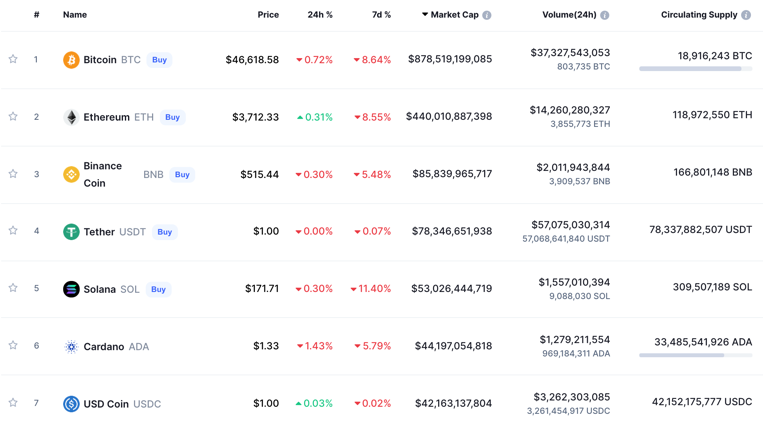 # Name Price 24h % 7d % Market Cap Volume(24h) Circulating Supply
1 Bitcoin BTC Buy $46,618.58 0.72% 8.64% $878,519,199,085 $37,327,543,053 18,916,243 BTC
803,735 BTC
2 Ethereum ETH Buy $3,712.33 0.31% 8.55% $440,010,887,398 $14,260,280,327 118,972,550 ETH
3,855,773 ETH
3 Binance Coin BNB Buy $515.44 0.30% 5.48% $85,839,965,717 $2,011,943,844 166,801,148 BNB
3,909,537 BNB
4 Tether USDT Buy $1.00 0.00% 0.07% $78,346,651,938 $57,075,030,314 78,337,882,507 USDT
57,068,641,840 USDT
5 Solana SOL Buy $171.71 0.30% 11.40% $53,026,444,719 $1,557,010,394 309,507,189 SOL
9,088,030 SOL
6 Cardano ADA $1.33 1.43% 5.79% $44,197,054,818 $1,279,211,554 33,485,541,926 ADA
969,184,311 ADA
7 USD Coin USDC $1.00 0.03% 0.02% $42,163,137,804 $3,262,303,085 42,152,175,777 USDC
3,261,454,917 USDC